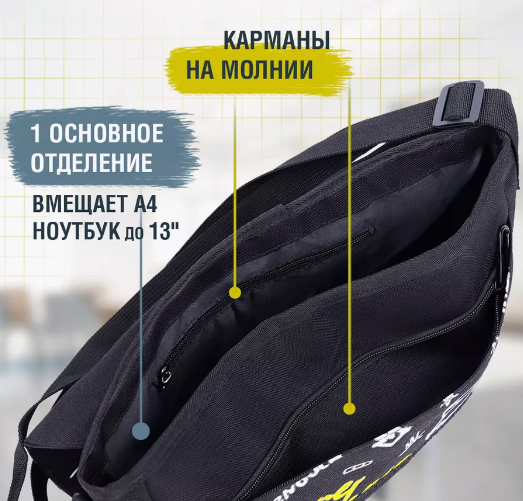 КАРМАНЫ
НА МОЛНИИ
1 ОСНОВНОЕ
ОТДЕЛЕНИЕ
ВМЕЩАЕТ А4
НОУТБУК до 13"